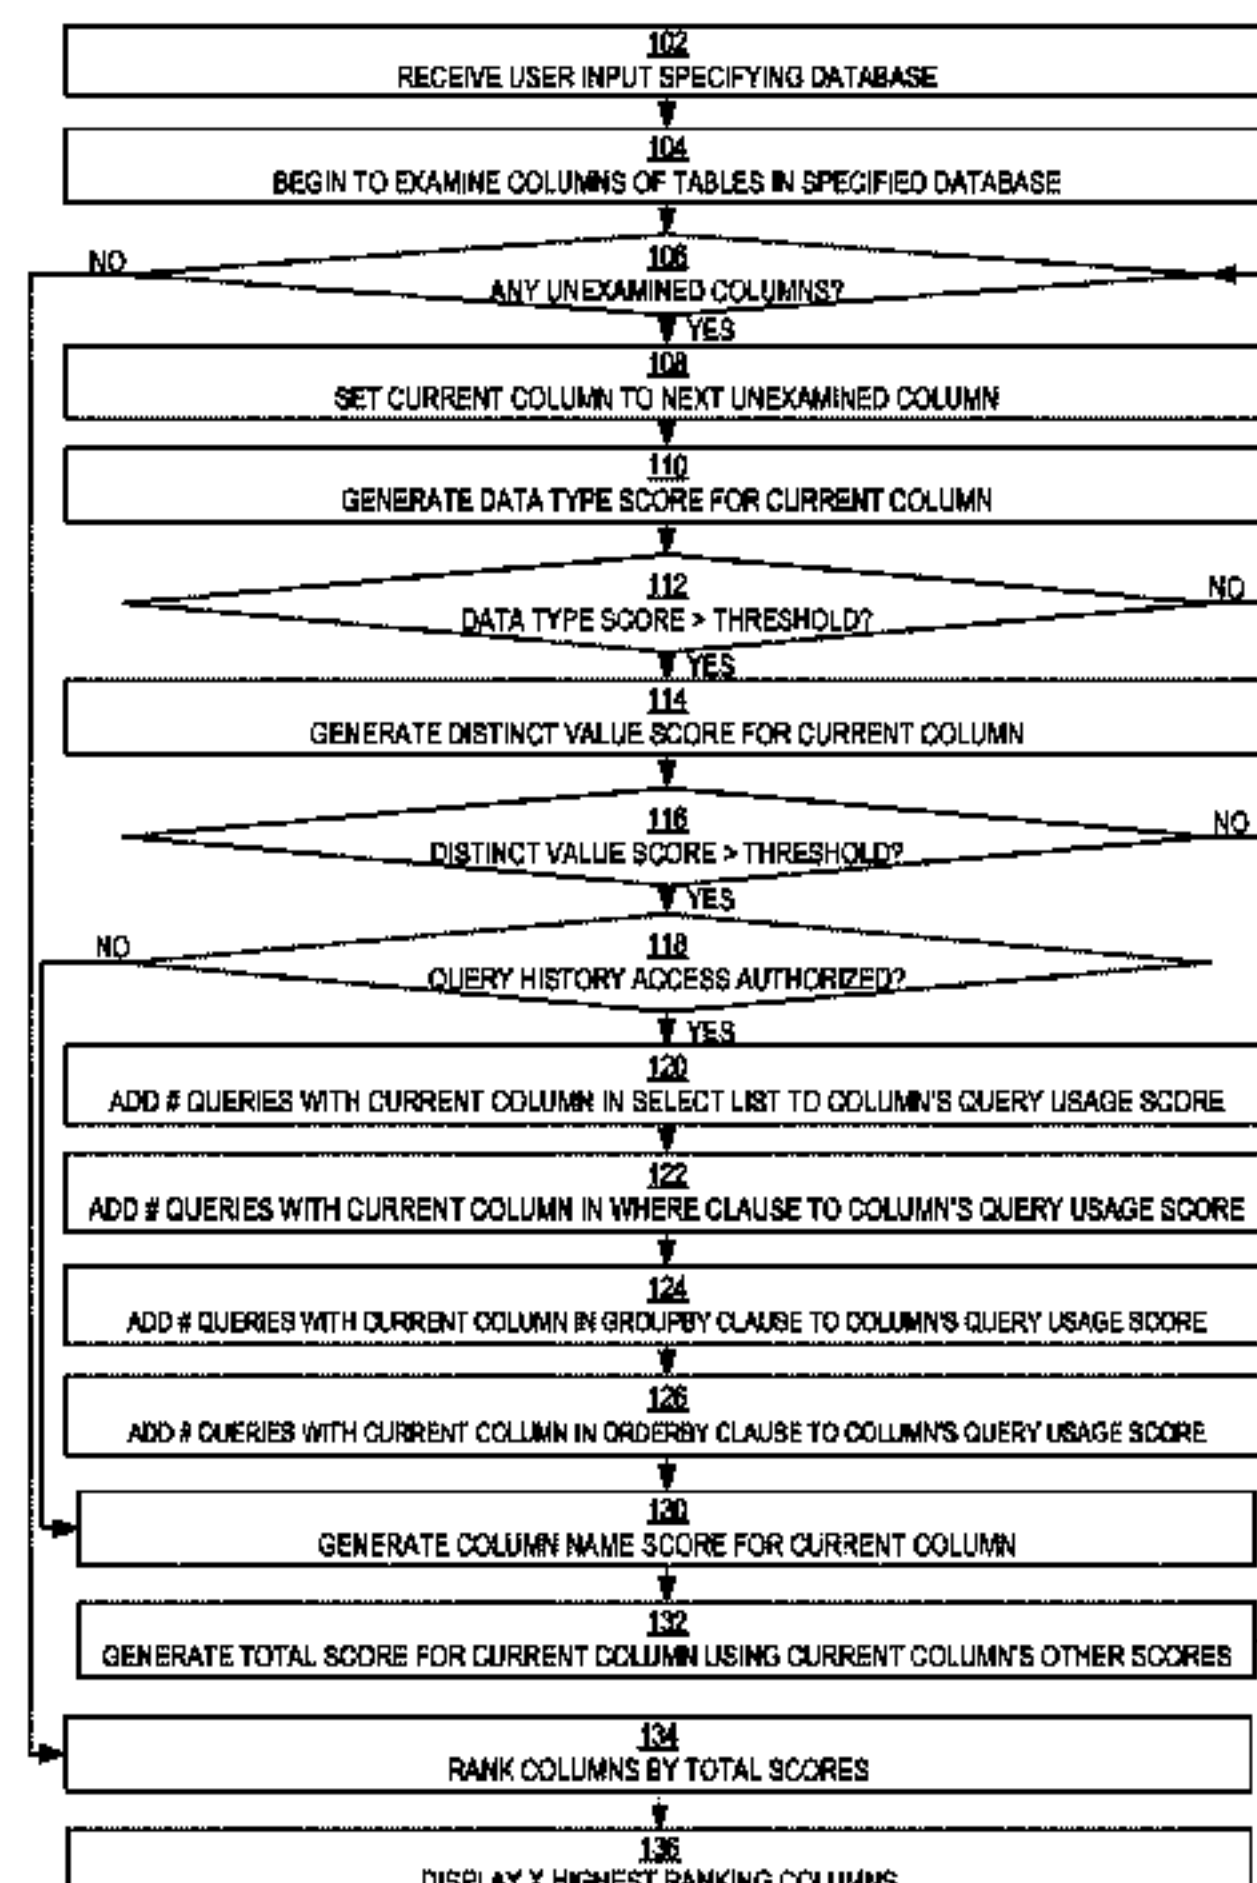 102
RECEIVE USER INPUT SPECIFYING DATABASE
104
BEGIN TO EXAMINE COLUMNS OF TABLES IN SPECIFIED DATABASE
NO
106
ANY UNEXAMINED COLUMNS?
YES
108
SET CURRENT COLUMN TO NEXT UNEXAMINED COLUMN
110
GENERATE DATA TYPE SCORE FOR CURRENT COLUMN
112
NO
DATA TYPE SCORE > THRESHOLD?
YES
114
GENERATE DISTINCT VALUE SCORE FOR CURRENT COLUMN
116
NO
DISTINCT VALUE SCORE > THRESHOLD?
YES
NO
118
QUERY HISTORY ACCESS AUTHORIZED?
YES
120
ADD # QUERIES WITH CURRENT COLUMN IN SELECT LIST TO COLUMN'S QUERY USAGE SCORE
122
ADD # QUERIES WITH CURRENT COLUMN IN WHERE CLAUSE TO COLUMN'S QUERY USAGE SCORE
124
ADD # QUERIES WITH CURRENT COLUMN IN GROUPBY CLAUSE TO COLUMN'S QUERY USAGE SCORE
126
ADD # QUERIES WITH CURRENT COLUMN IN ORDERBY CLAUSE TO COLUMN'S QUERY USAGE SCORE
130
GENERATE COLUMN NAME SCORE FOR CURRENT COLUMN
132
GENERATE TOTAL SCORE FOR CURRENT COLUMN USING CURRENT COLUMN'S OTHER SCORES
134
RANK COLUMNS BY TOTAL SCORES
136
DISPLAY X HIGHEST RANKING COLUMNS